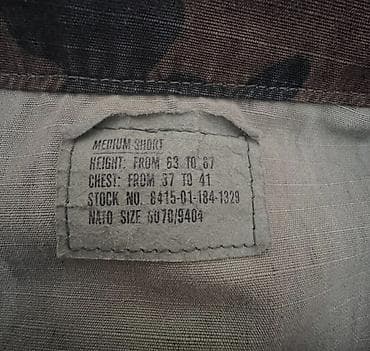 MEDIUM SHORT
HEIGHT: FROM 63 TO 67
CHEST: FROM 37 TO 41
STOCK NO. 8415-01-184-1329
NATO SIZE 6070/9404